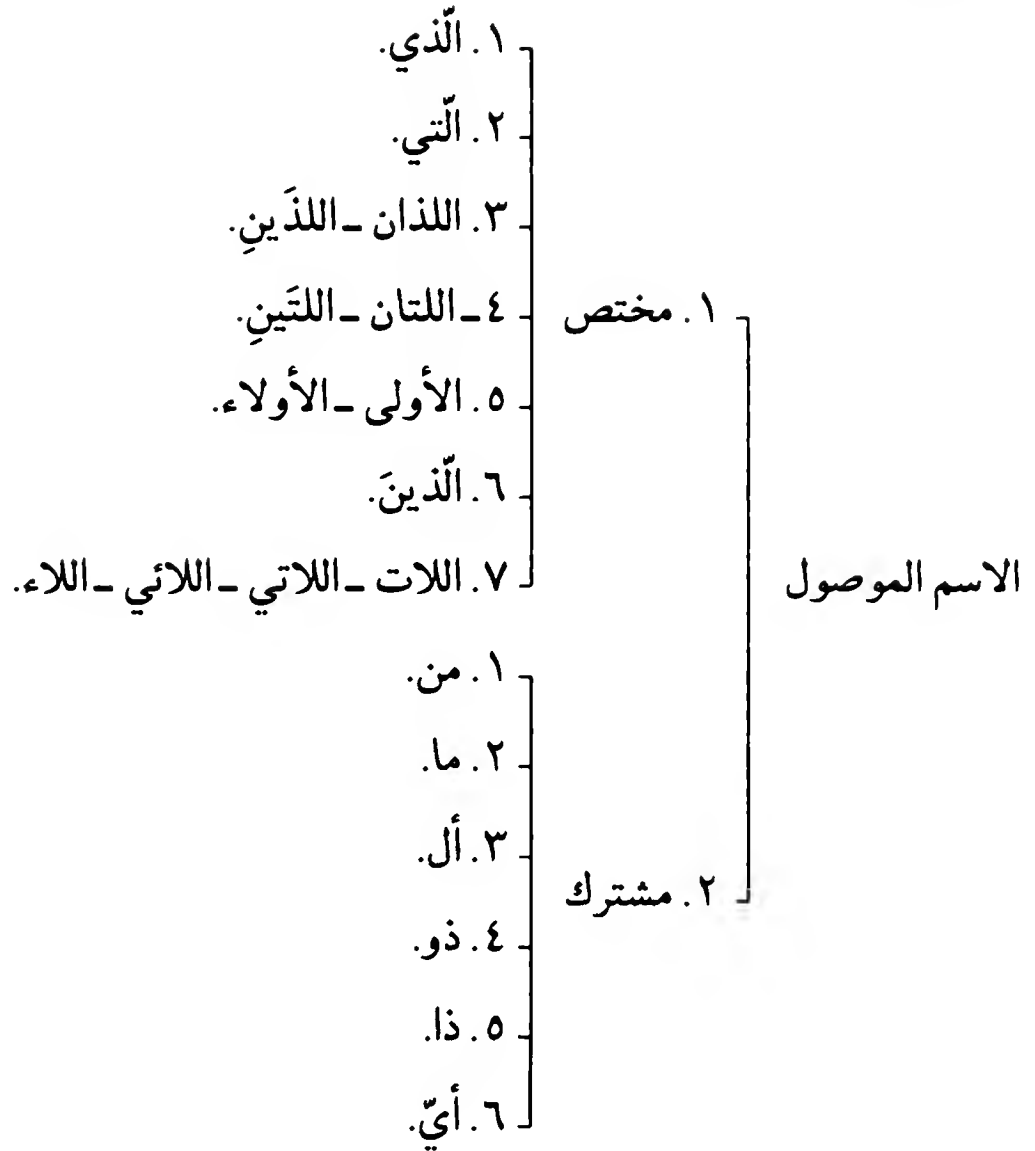 الاسم الموصول
١. مختص
١. الّذي.
٢. الّتي.
٣. اللذان ـ اللذَينِ.
٤ـ اللتان ـ اللتَينِ.
٥. الأولى ـ الأولاء.
٦. الّذينَ.
٧. اللات ـ اللاتي ـ اللائي ـ اللاء.
٢. مشترك
١. من.
٢. ما.
٣. أل.
٤. ذو.
٥. ذا.
٦. أيّ.